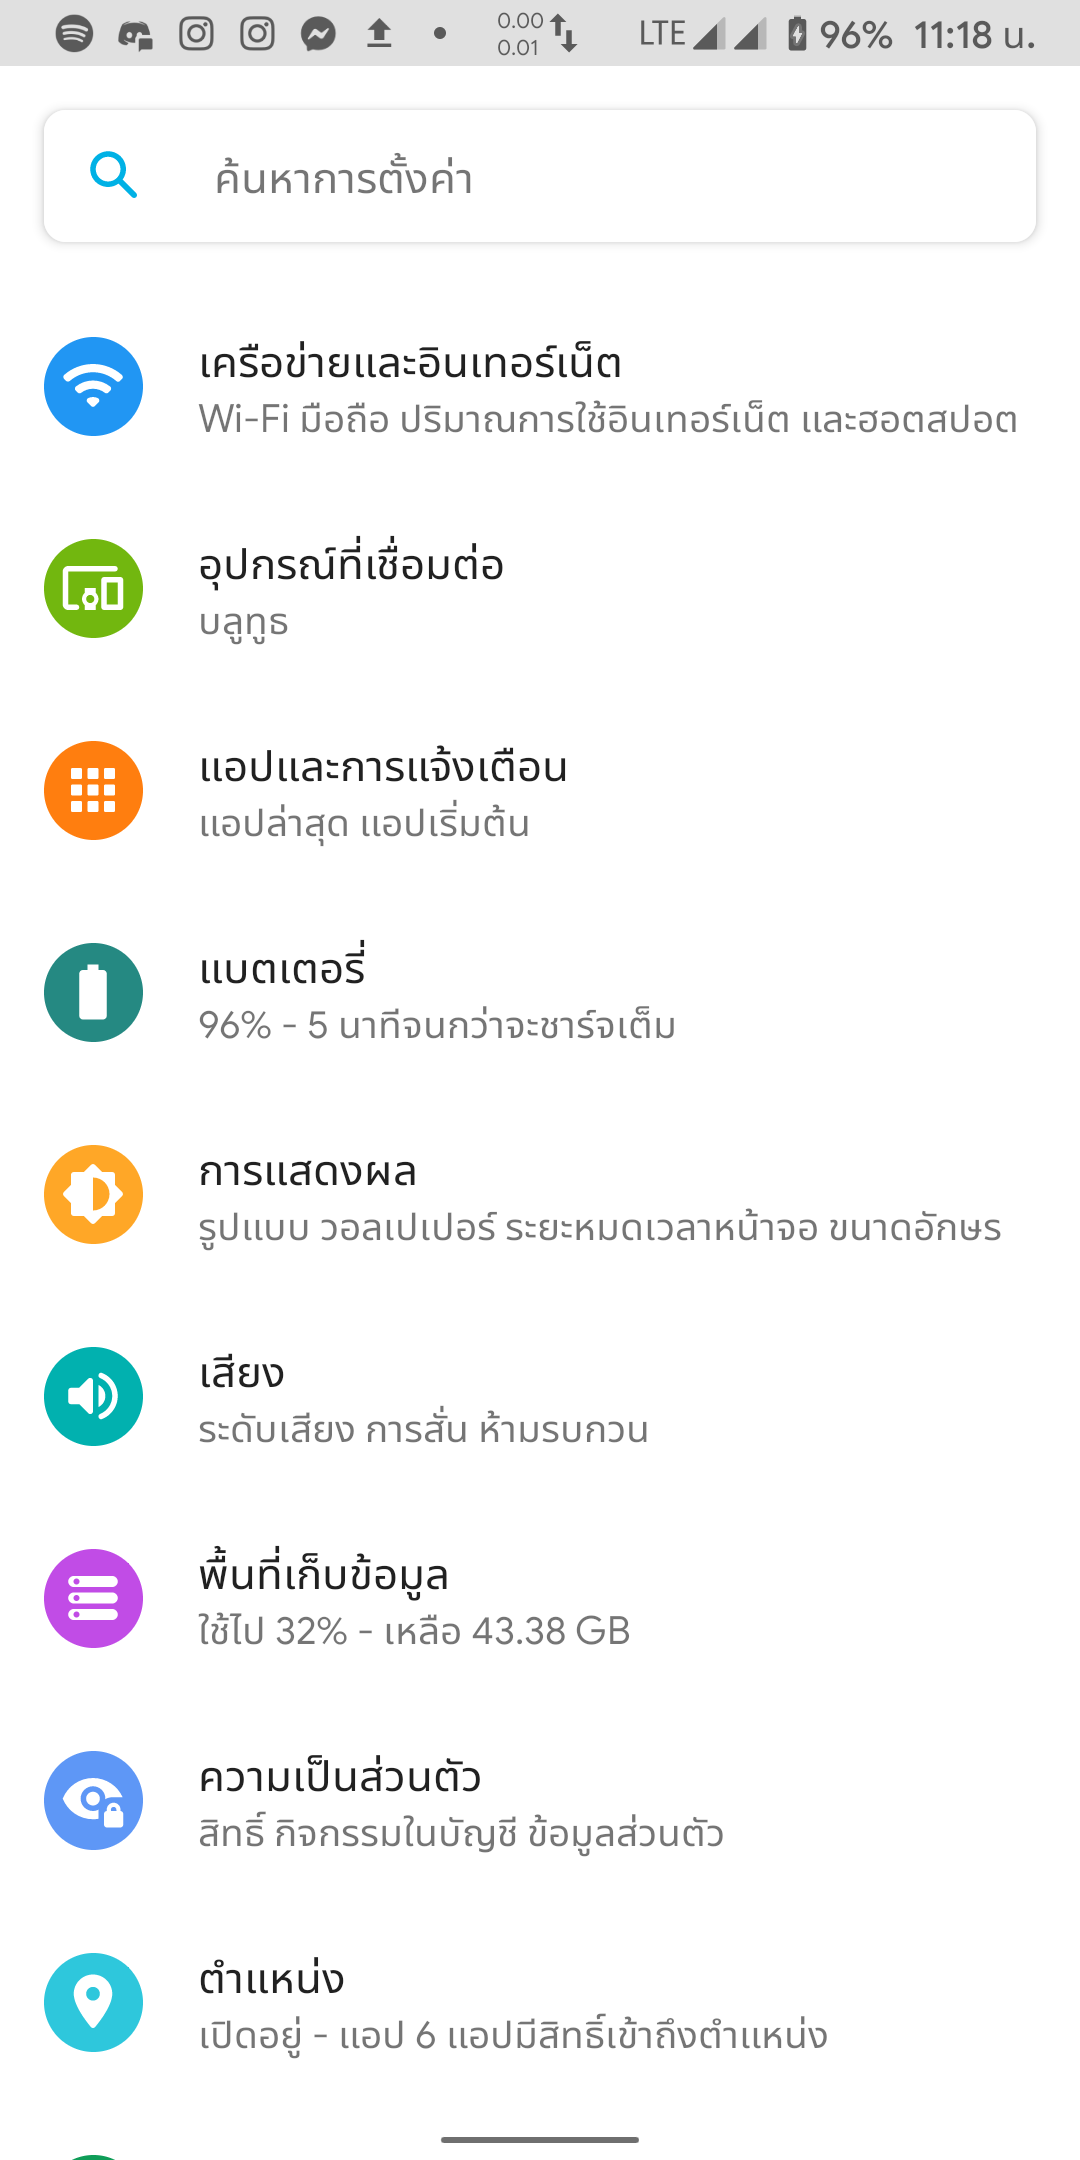 0.00
0.01
LTE 96% 11:18 น.
ค้นหาการตั้งค่า
เครือข่ายและอินเทอร์เน็ต
Wi-Fi มือถือ ปริมาณการใช้อินเทอร์เน็ต และฮอตสปอต
อุปกรณ์ที่เชื่อมต่อ
บลูทูธ
แอปและการแจ้งเตือน
แอปล่าสุด แอปเริ่มต้น
แบตเตอรี่
96% - 5 นาทีจนกว่าจะชาร์จเต็ม
การแสดงผล
รูปแบบ วอลเปเปอร์ ระยะหมดเวลาหน้าจอ ขนาดอักษร
เสียง
ระดับเสียง การสั่น ห้ามรบกวน
พื้นที่เก็บข้อมูล
ใช้ไป 32% - เหลือ 43.38 GB
ความเป็นส่วนตัว
สิทธิ์ กิจกรรมในบัญชี ข้อมูลส่วนตัว
ตำแหน่ง
เปิดอยู่ - แอป 6 แอปมีสิทธิ์เข้าถึงตำแหน่ง